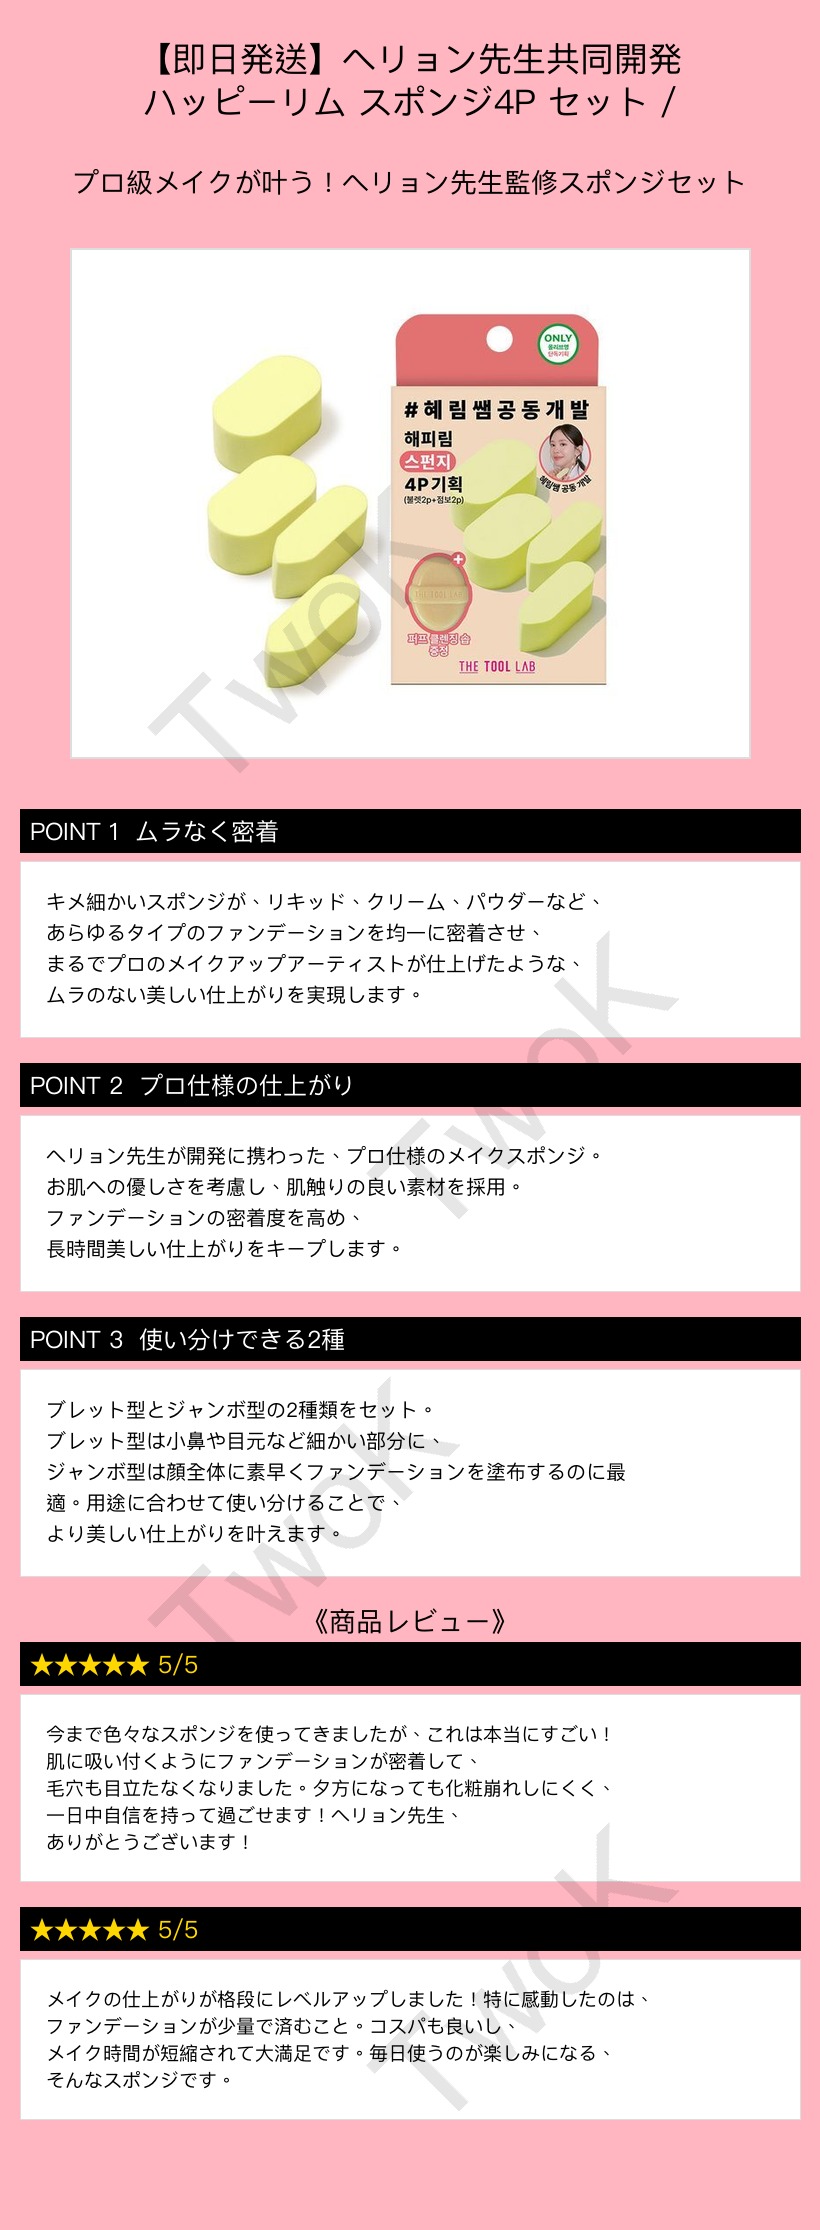 【即日発送】ヘリョン先生共同開発
ハッピーリム スポンジ4P セット /
プロ級メイクが叶う！ヘリョン先生監修スポンジセット
ONLY
올리브영
단독기획
#혜림쌤공동개발
해피림
스펀지
4P기획
(불렛2p+점보2p)
혜림쌤 공동 개발
+
THE TOOL LAB
퍼프 클렌징 솝
증정
THE TOOL LAB
TwoK
POINT 1 ムラなく密着
キメ細かいスポンジが、リキッド、クリーム、パウダーなど、
あらゆるタイプのファンデーションを均一に密着させ、
まるでプロのメイクアップアーティストが仕上げたような、
ムラのない美しい仕上がりを実現します。
TwoK
POINT 2 プロ仕様の仕上がり
ヘリョン先生が開発に携わった、プロ仕様のメイクスポンジ。
お肌への優しさを考慮し、肌触りの良い素材を採用。
ファンデーションの密着度を高め、
長時間美しい仕上がりをキープします。
POINT 3 使い分けできる2種
ブレット型とジャンボ型の2種類をセット。
ブレット型は小鼻や目元など細かい部分に、
ジャンボ型は顔全体に素早くファンデーションを塗布するのに最
適。用途に合わせて使い分けることで、
より美しい仕上がりを叶えます。
TwoK
《商品レビュー》
★★★★★ 5/5
今まで色々なスポンジを使ってきましたが、これは本当にすごい！
肌に吸い付くようにファンデーションが密着して、
毛穴も目立たなくなりました。夕方になっても化粧崩れしにくく、
一日中自信を持って過ごせます！ヘリョン先生、
ありがとうございます！
★★★★★ 5/5
メイクの仕上がりが格段にレベルアップしました！特に感動したのは、
ファンデーションが少量で済むこと。コスパも良いし、
メイク時間が短縮されて大満足です。毎日使うのが楽しみになる、
そんなスポンジです。
TwoK